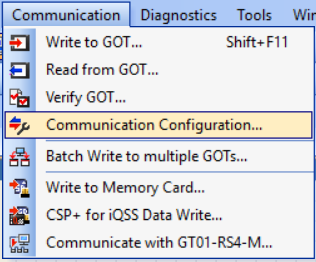 Communication Diagnostics Tools
Write to GOT... Shift+F11
Read from GOT...
Verify GOT...
Communication Configuration...
Batch Write to multiple GOTs...
Write to Memory Card...
CSP+ for iQSS Data Write...
Communicate with GT01-RS4-M...